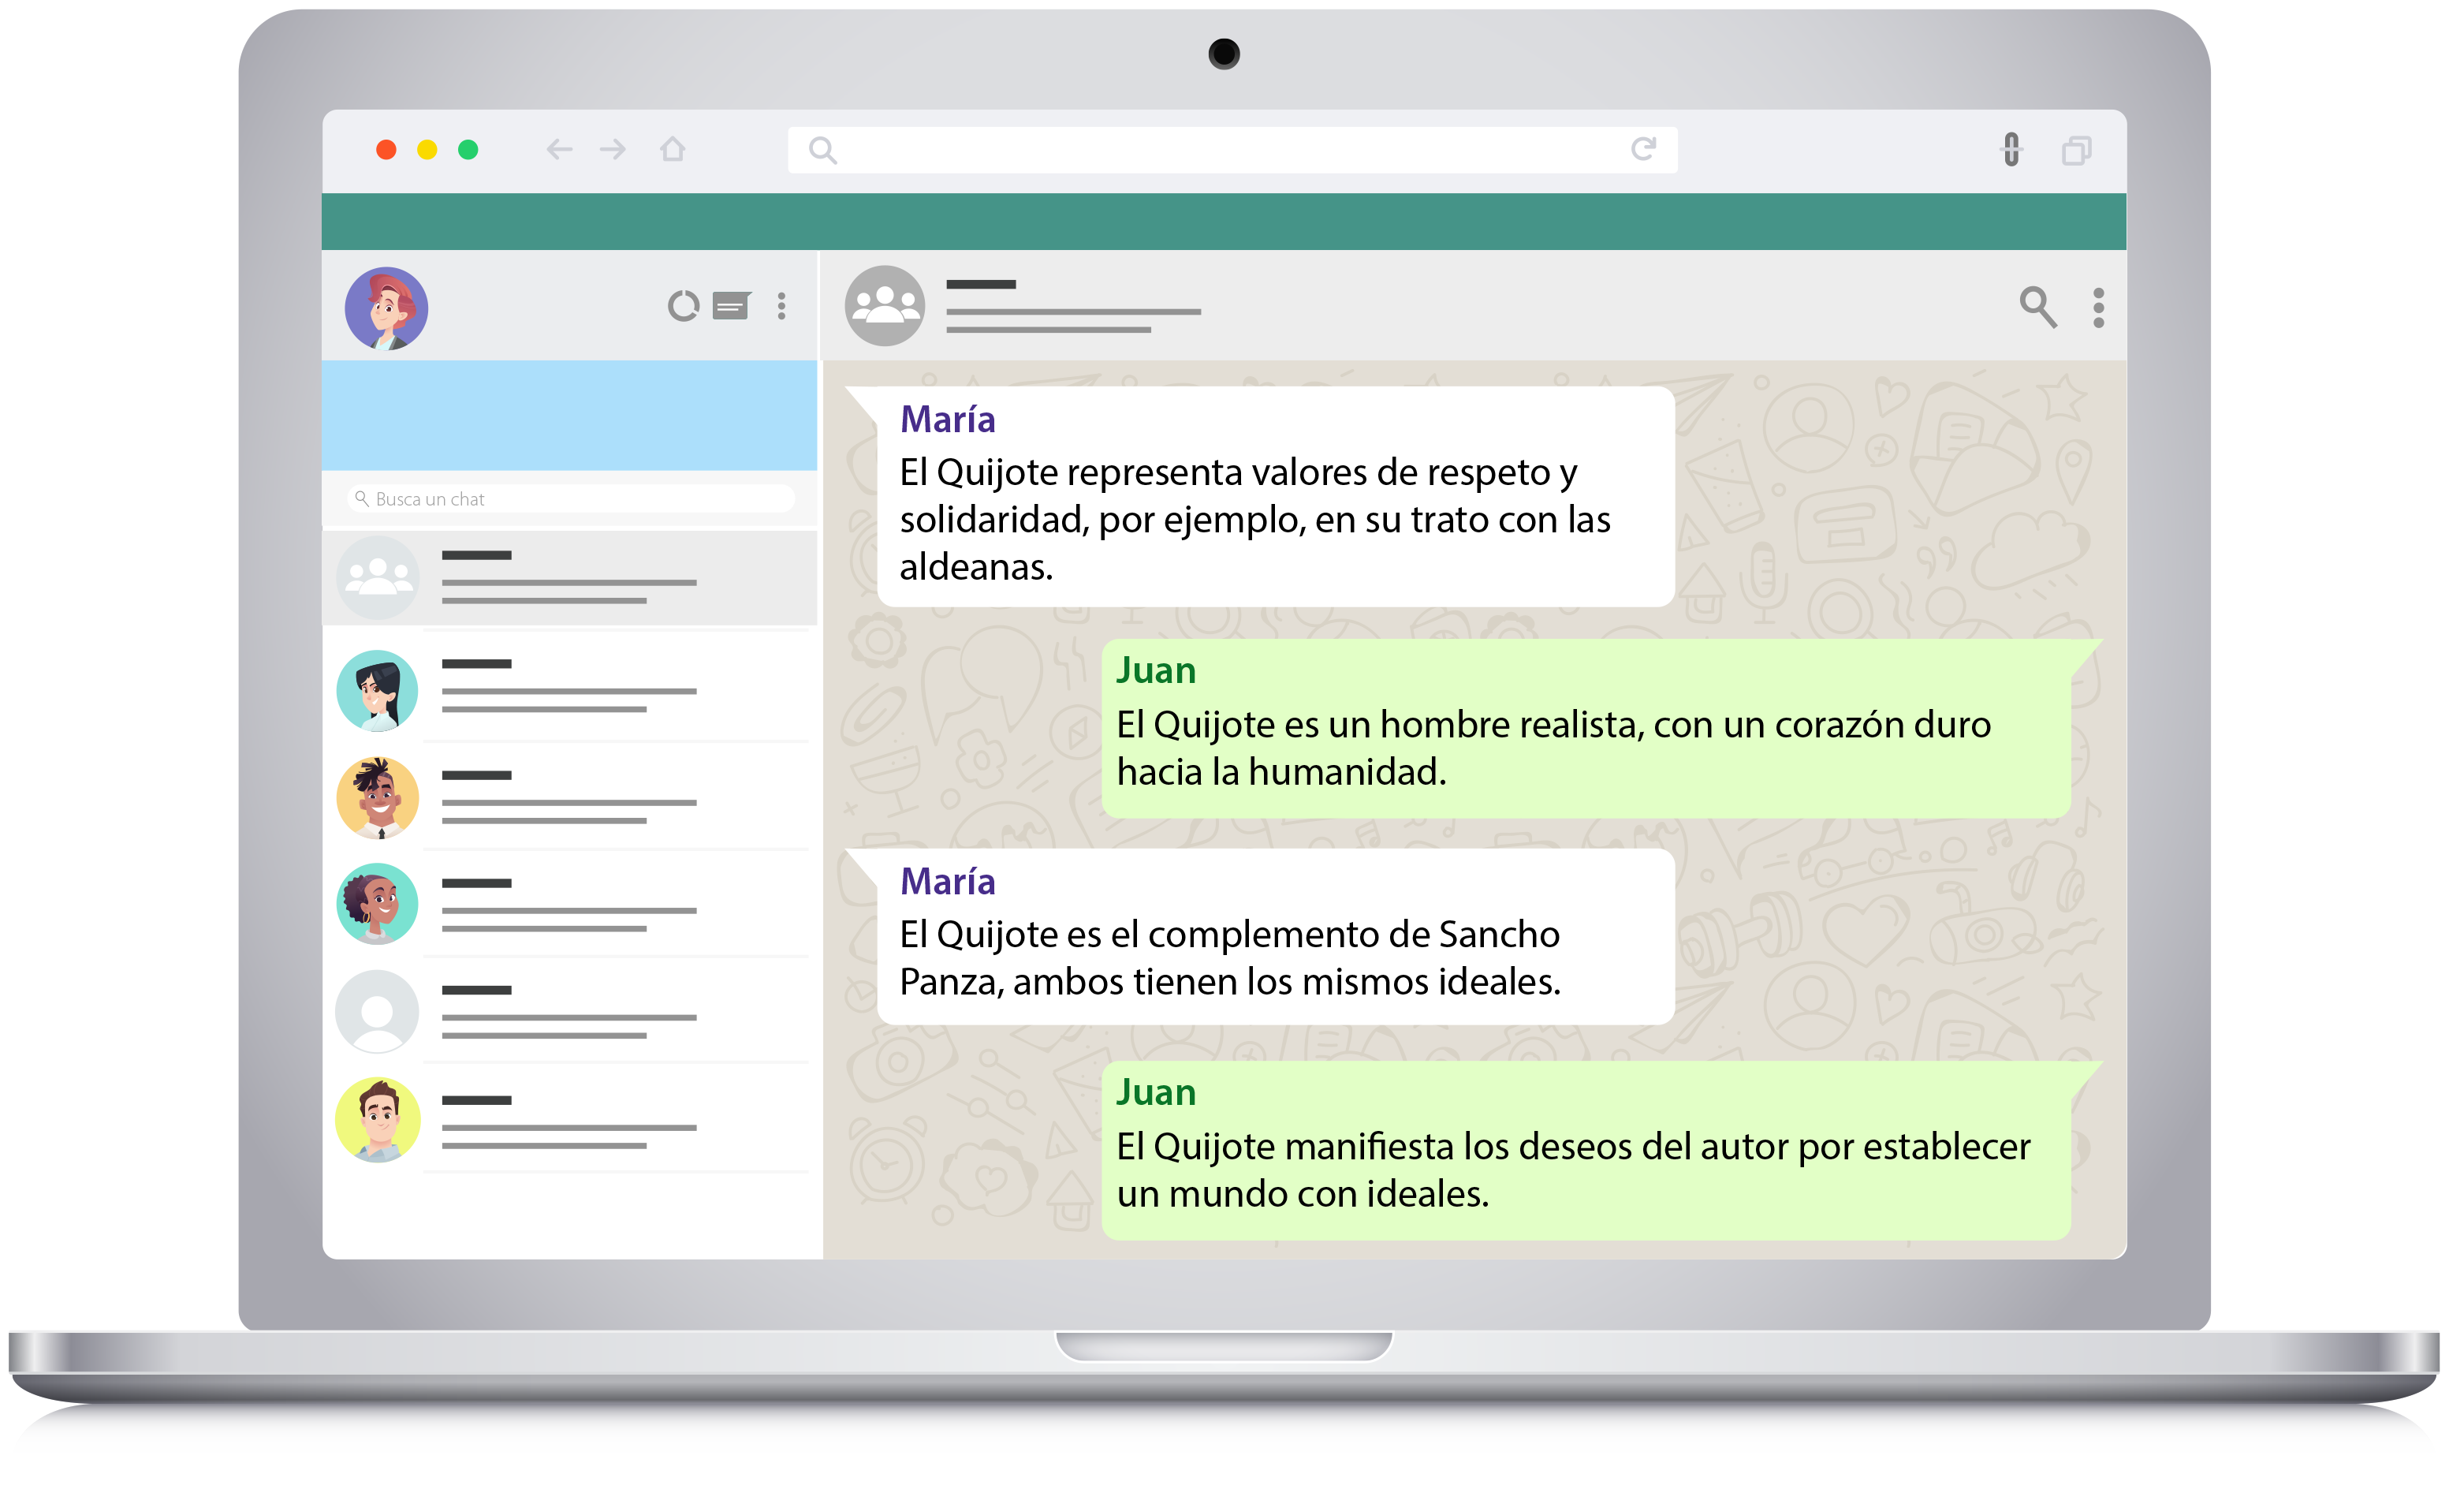 Busca un chat
María
El Quijote representa valores de respeto y
solidaridad, por ejemplo, en su trato con las
aldeanas.
Juan
El Quijote es un hombre realista, con un corazón duro
hacia la humanidad.
María
El Quijote es el complemento de Sancho
Panza, ambos tienen los mismos ideales.
Juan
El Quijote manifiesta los deseos del autor por establecer
un mundo con ideales.